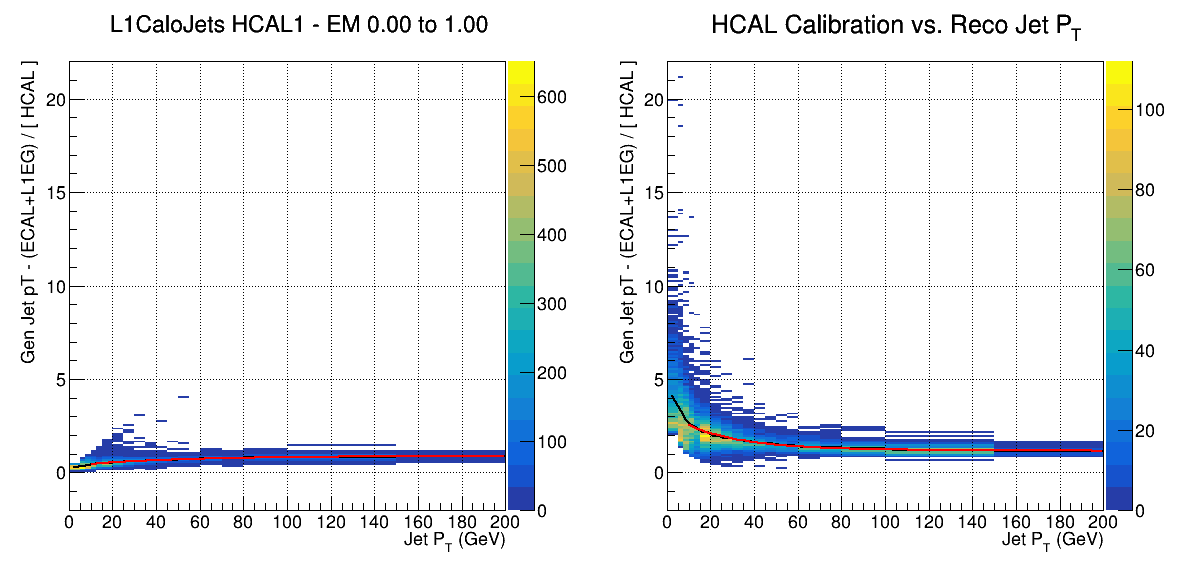 L1CaloJets HCAL1 - EM 0.00 to 1.00
Gen Jet pT - (ECAL+L1EG) / [ HCAL ]
20
15
10
5
0
0 20 40 60 80 100 120 140 160 180 200
Jet P_T (GeV)
600
500
400
300
200
100
0
HCAL Calibration vs. Reco Jet P_T
Gen Jet pT - (ECAL+L1EG) / [ HCAL ]
20
15
10
5
0
0 20 40 60 80 100 120 140 160 180 200
Jet P_T (GeV)
100
80
60
40
20
0